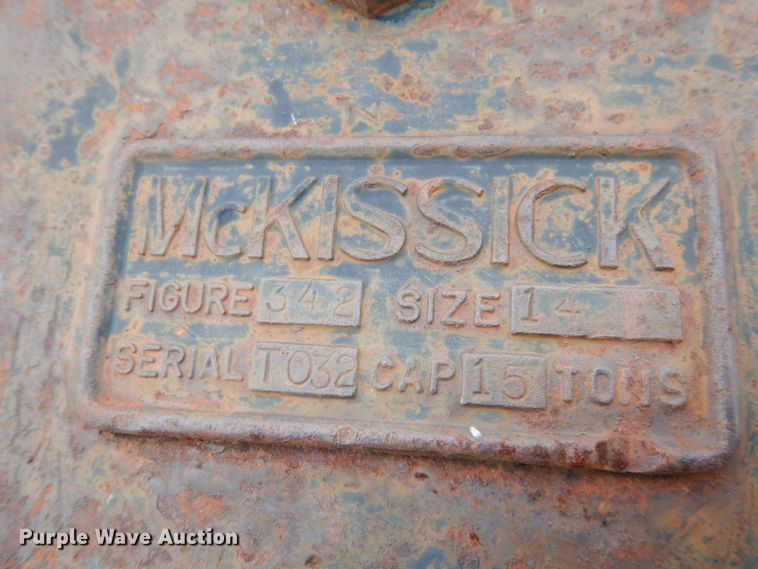 McKISSICK
FIGURE 342 SIZE 14
SERIAL T032 CAP 15 TONS
Purple Wave Auction